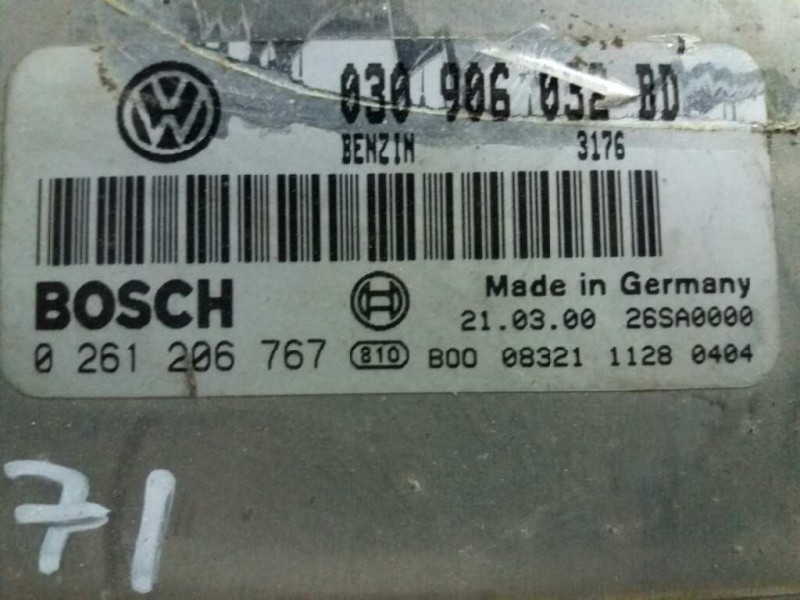 030 906 032 BD
BENZIN 3176
BOSCH Made in Germany
21.03.00 26SA0000
0 261 206 767 810 B00 08321 1128 0404
71